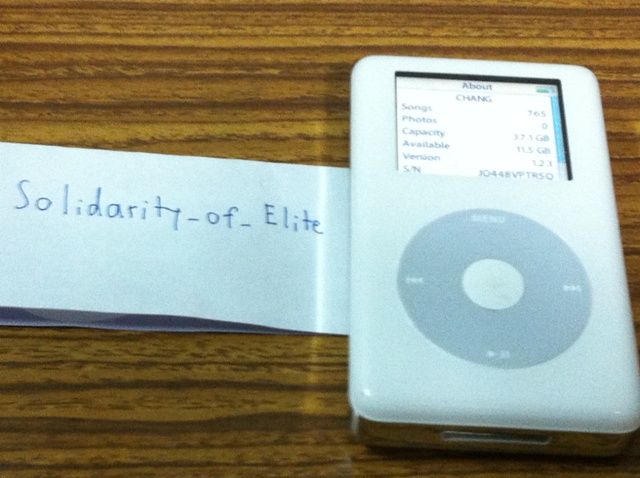 Solidarity_of_Elite
About
CHANG
Songs 765
Photos 0
Capacity 37.1 GB
Available 11.5 GB
Version 1.2.1
S/N JQ448VPTR5Q
MENU